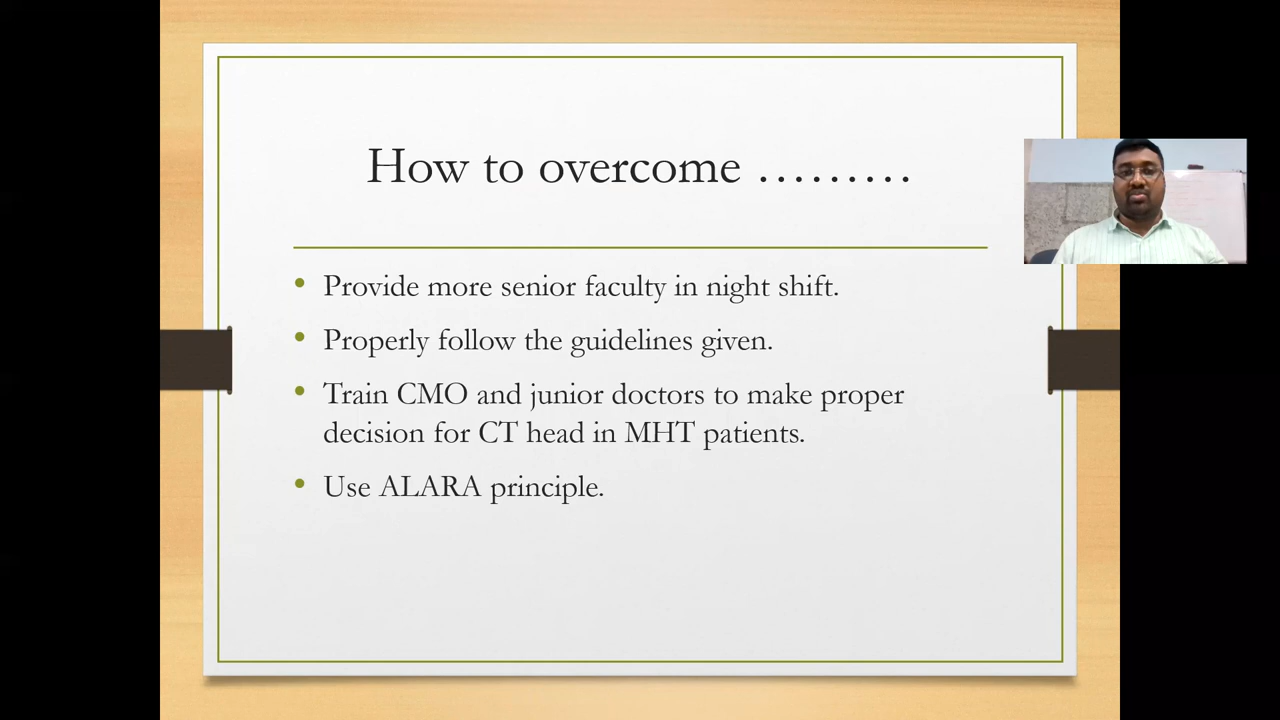 How to overcome ………
• Provide more senior faculty in night shift.
• Properly follow the guidelines given.
• Train CMO and junior doctors to make proper
decision for CT head in MHT patients.
• Use ALARA principle.